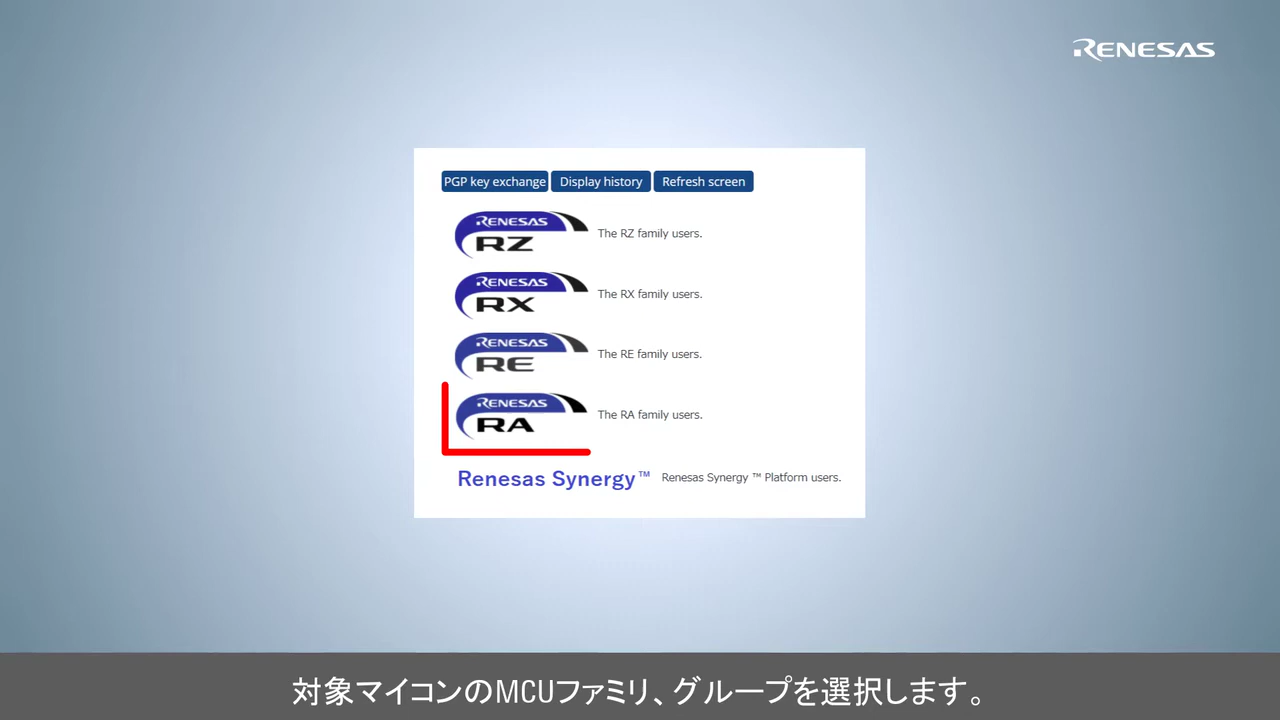 RENESAS
PGP key exchange Display history Refresh screen
RENESAS
RZ The RZ family users.
RENESAS
RX The RX family users.
RENESAS
RE The RE family users.
RENESAS
RA The RA family users.
Renesas Synergy™ Renesas Synergy ™ Platform users.
対象マイコンのMCUファミリ、グループを選択します。